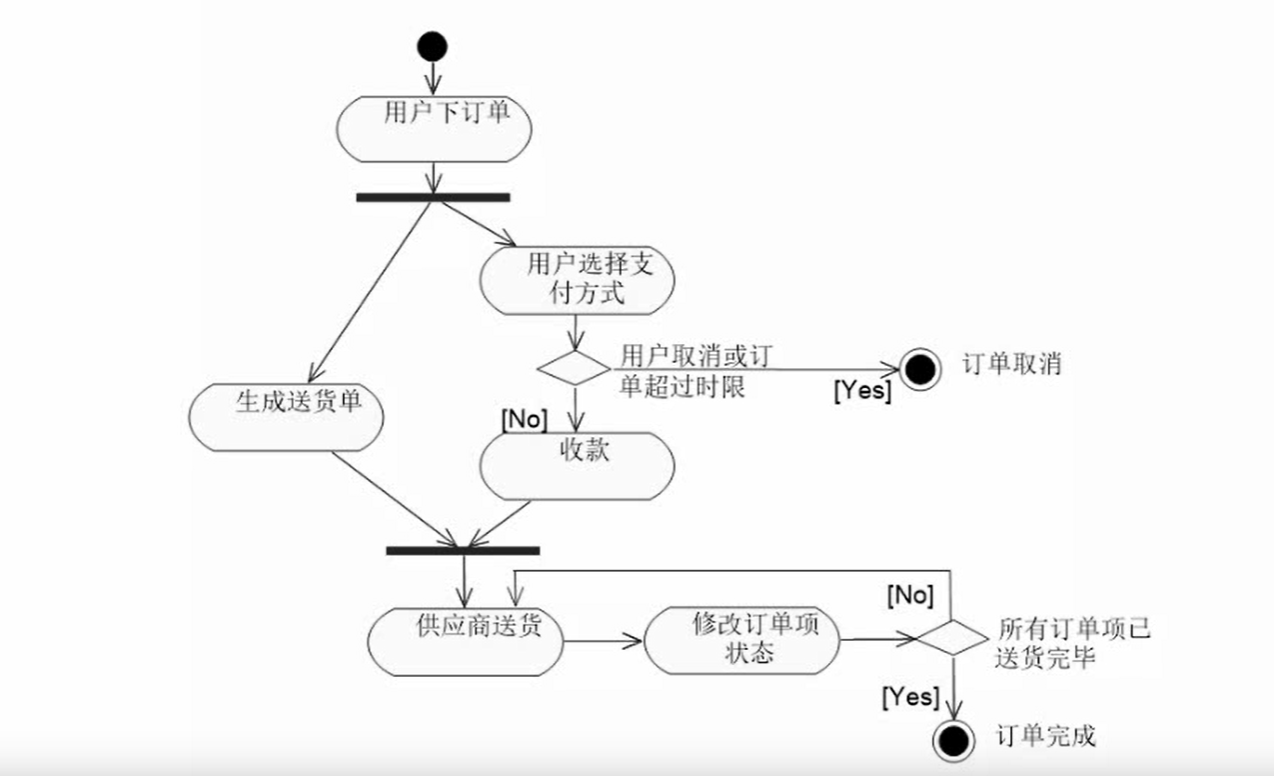 用户下订单
用户选择支
付方式
用户取消或订
单超过时限
[Yes]
订单取消
生成送货单
[No]
收款
[No]
供应商送货
修改订单项
状态
所有订单项已
送货完毕
[Yes]
订单完成